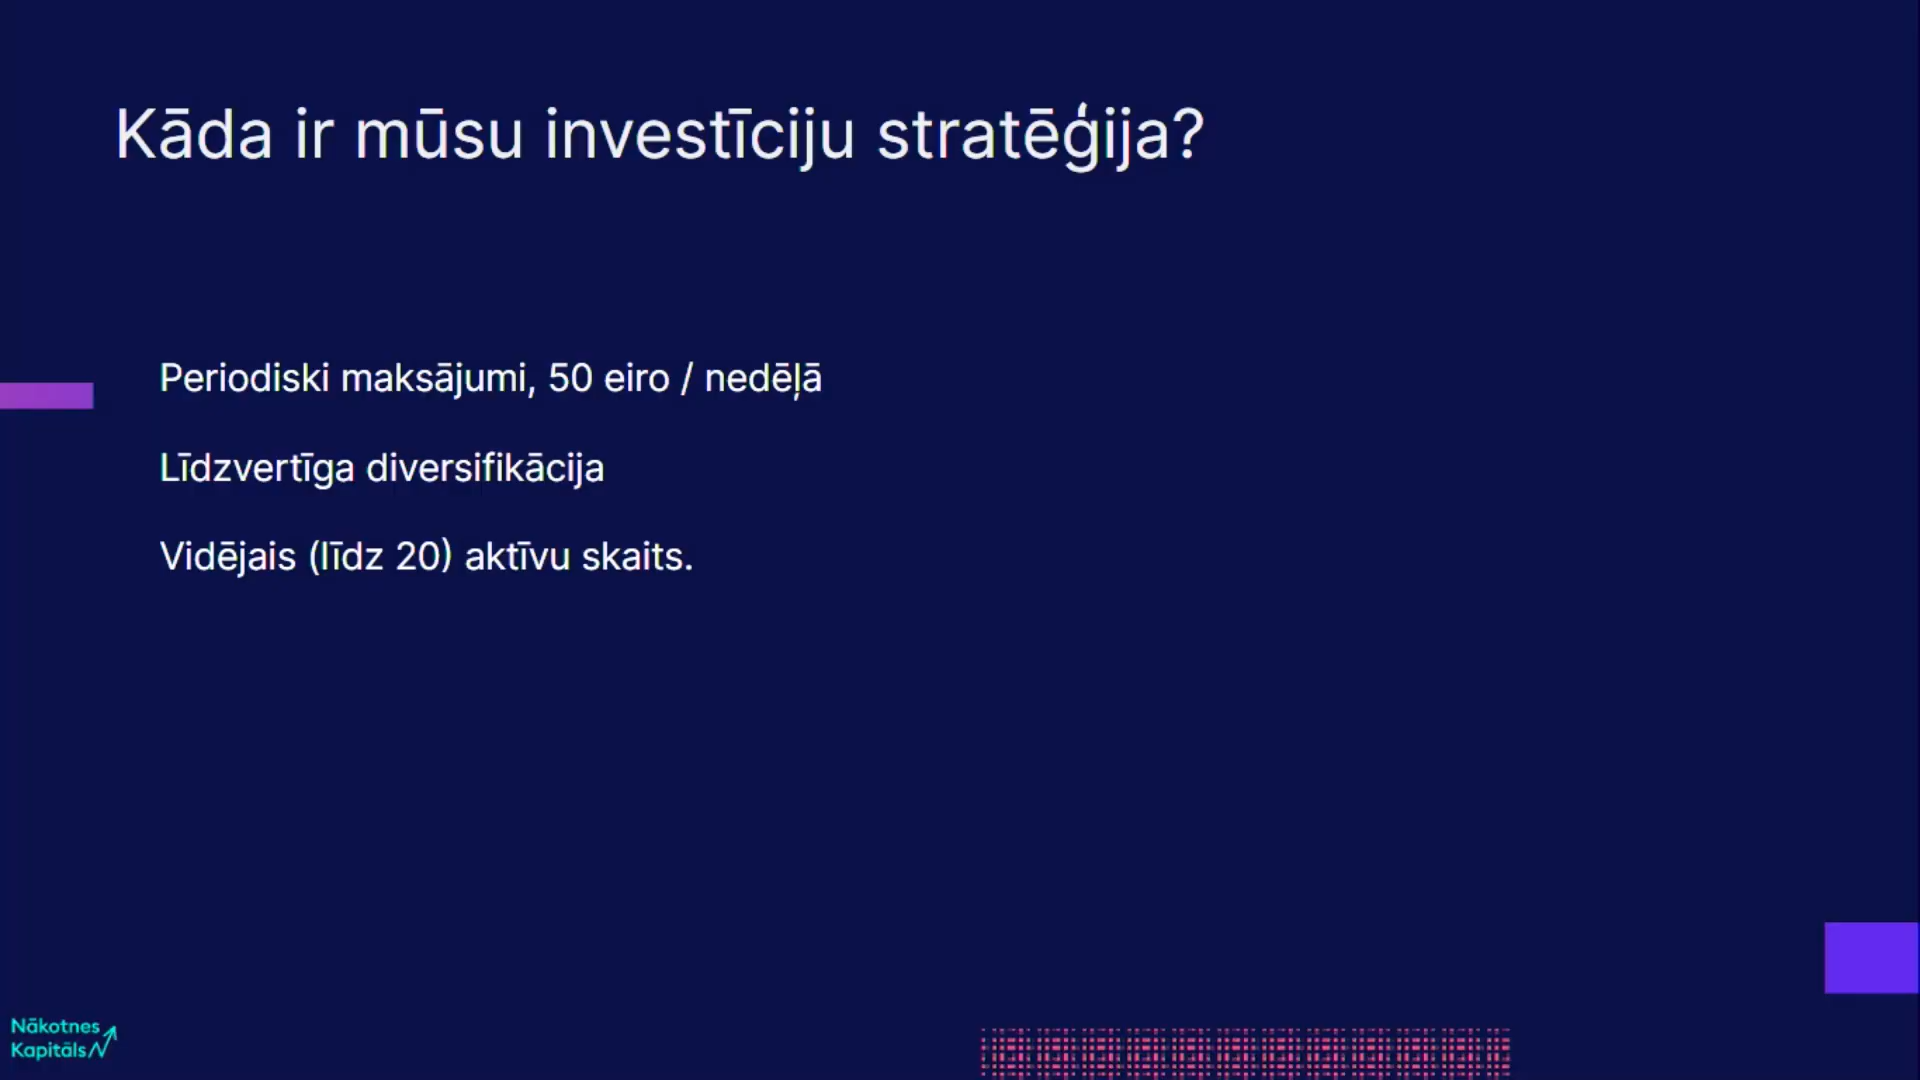 Kāda ir mūsu investīciju stratēģija?
Periodiski maksājumi, 50 eiro / nedēļā
Līdzvertīga diversifikācija
Vidējais (līdz 20) aktīvu skaits.
Nākotnes
Kapitāls